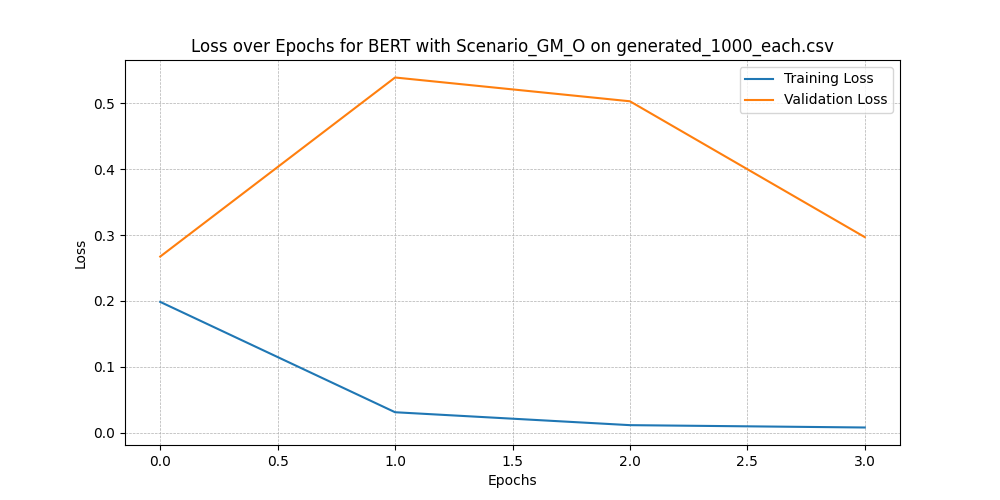 Loss over Epochs for BERT with Scenario_GM_O on generated_1000_each.csv
Training Loss
Validation Loss
0.5
0.4
0.3
0.2
0.1
0.0
Loss
0.0 0.5 1.0 1.5 2.0 2.5 3.0
Epochs